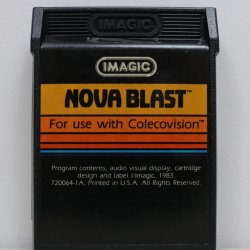 IMAGIC
IMAGIC
NOVA BLAST™
For use with Colecovision™
Program contents, audio visual display, cartridge
design and label ©Imagic, 1983.
720064-1A. Printed in U.S.A. All Rights Reserved.